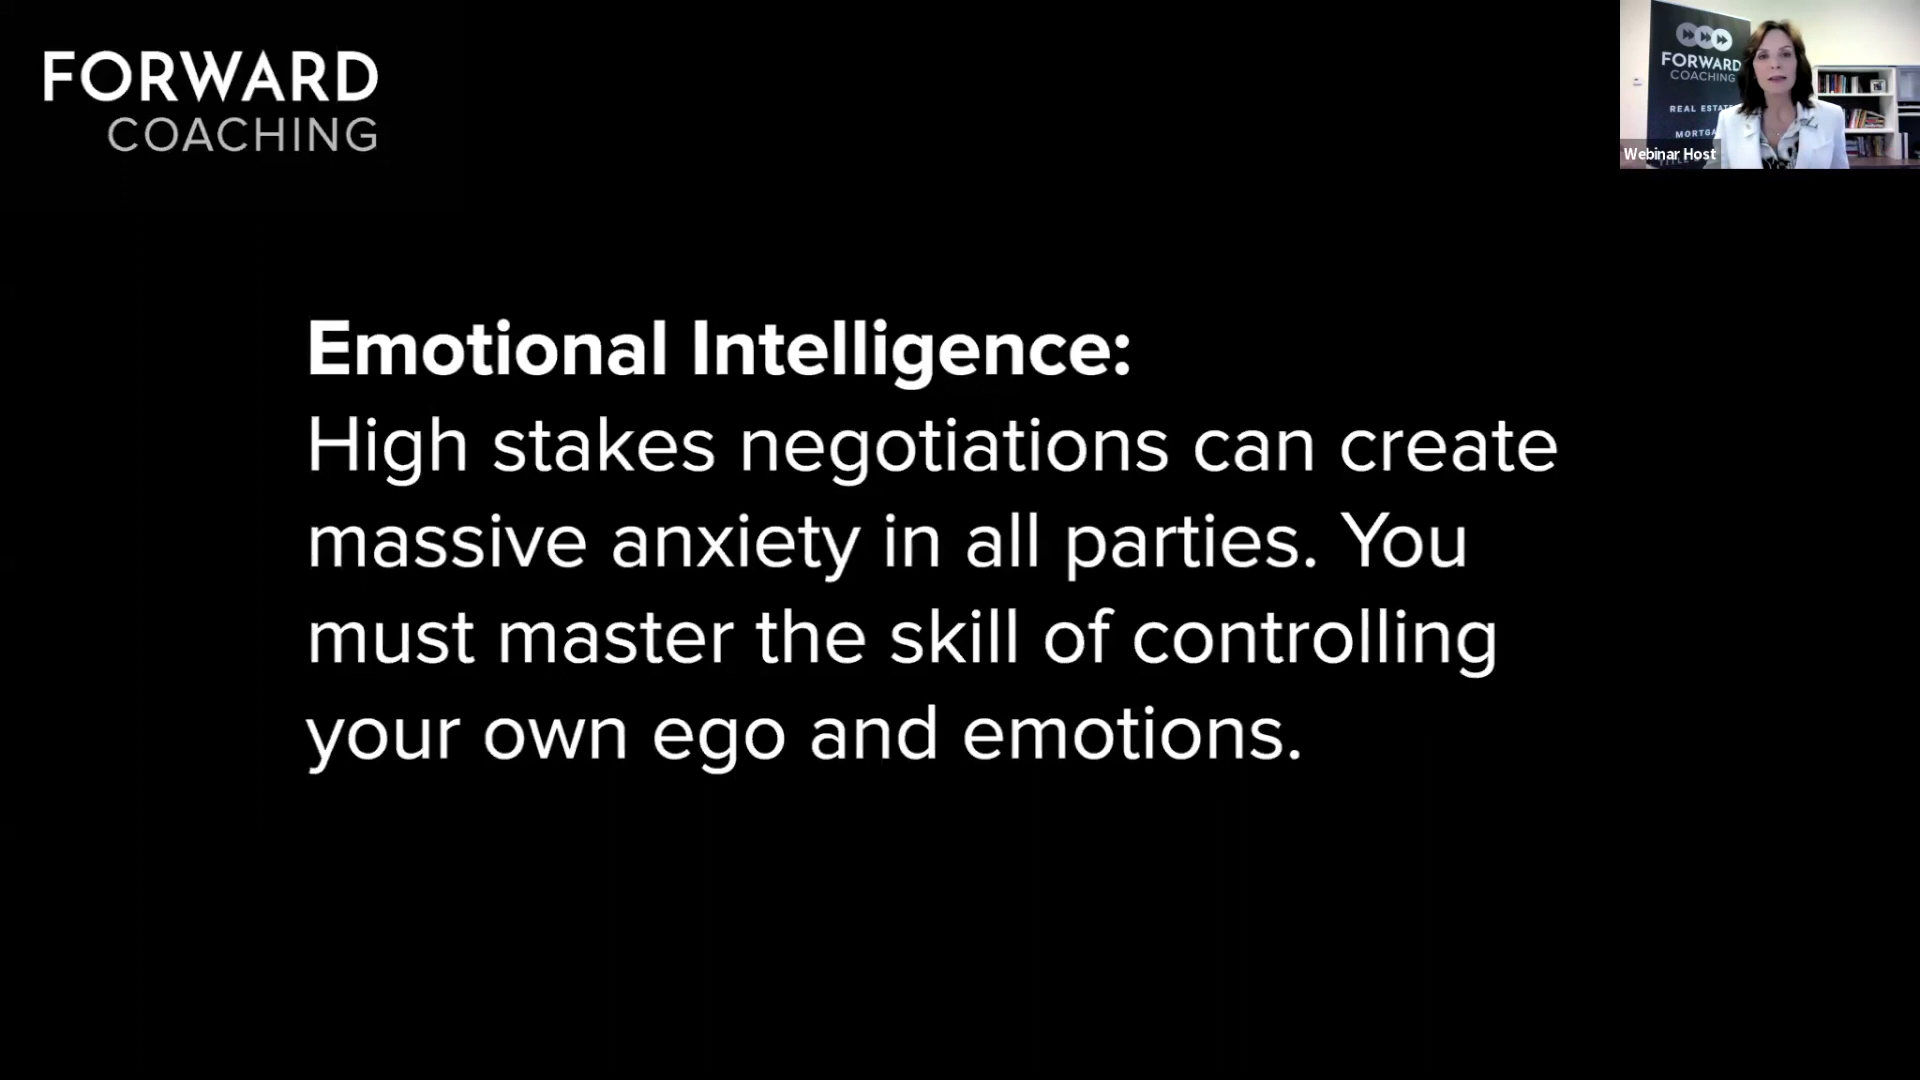 FORWARD
COACHING
FORWARD
COACHING
REAL ESTATE
MORTGA
Webinar Host
Emotional Intelligence:
High stakes negotiations can create
massive anxiety in all parties. You
must master the skill of controlling
your own ego and emotions.